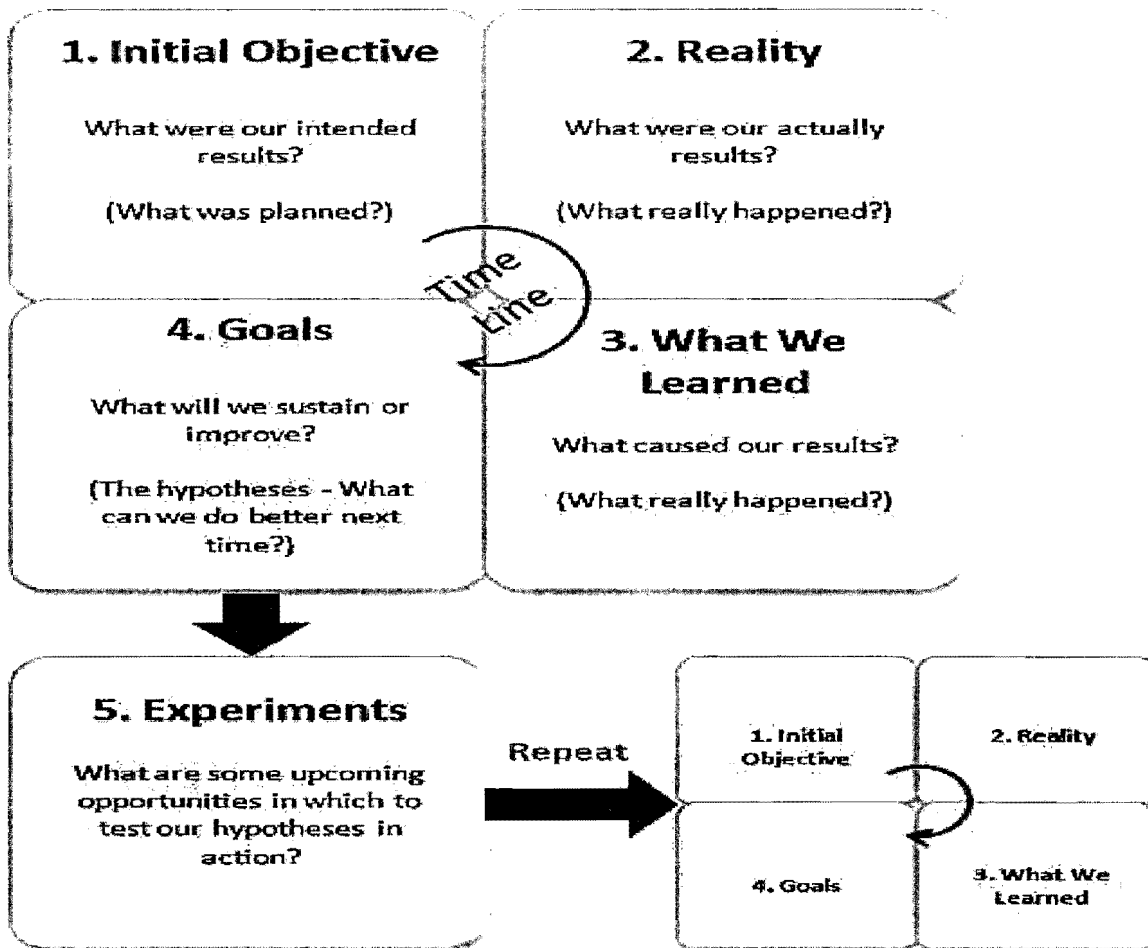 1. Initial Objective
What were our intended
results?
(What was planned?)
2. Reality
What were our actually
results?
(What really happened?)
Time
Line
4. Goals
What will we sustain or
improve?
(The hypotheses - What
can we do better next
time?)
3. What We
Learned
What caused our results?
(What really happened?)
5. Experiments
What are some upcoming
opportunities in which to
test our hypotheses in
action?
Repeat
1. Initial
Objective
2. Reality
4. Goals
3. What We
Learned